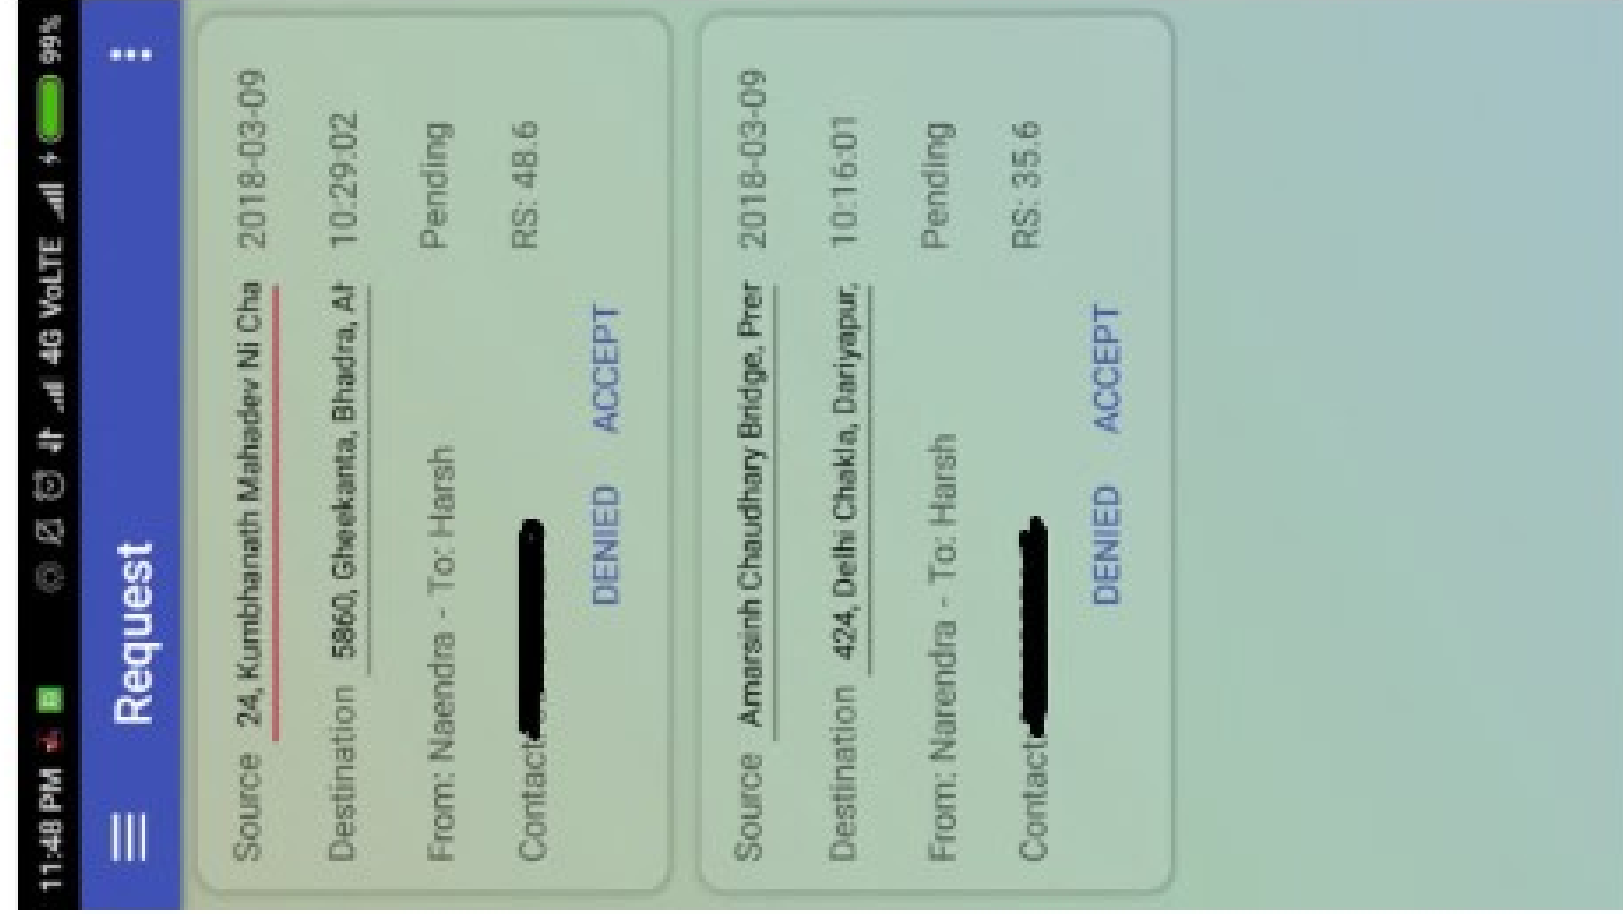 11:48 PM 4G VoLTE 99%
Request
Source 24, Kumbhanath Mahadev Ni Cha 2018-03-09
Destination 5860, Gheekanta, Bhadra, Ah 10:29:02
From: Naendra - To: Harsh Pending
Contact RS: 48.6
DENIED ACCEPT
Source Amarsinh Chaudhary Bridge, Prer 2018-03-09
Destination 424, Delhi Chakla, Dariyapur, 10:16:01
From: Narendra - To: Harsh Pending
Contact RS: 35.6
DENIED ACCEPT